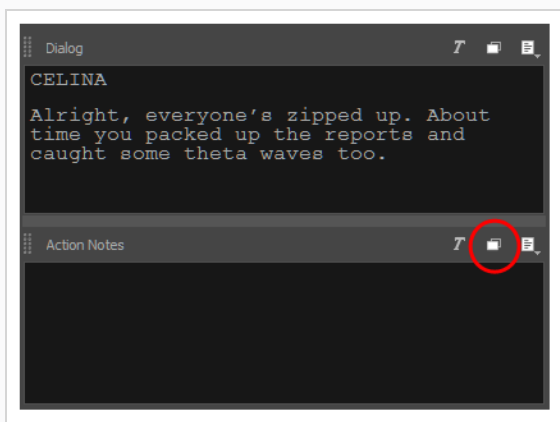 Dialog
T
CELINA
Alright, everyone's zipped up. About
time you packed up the reports and
caught some theta waves too.
Action Notes
T